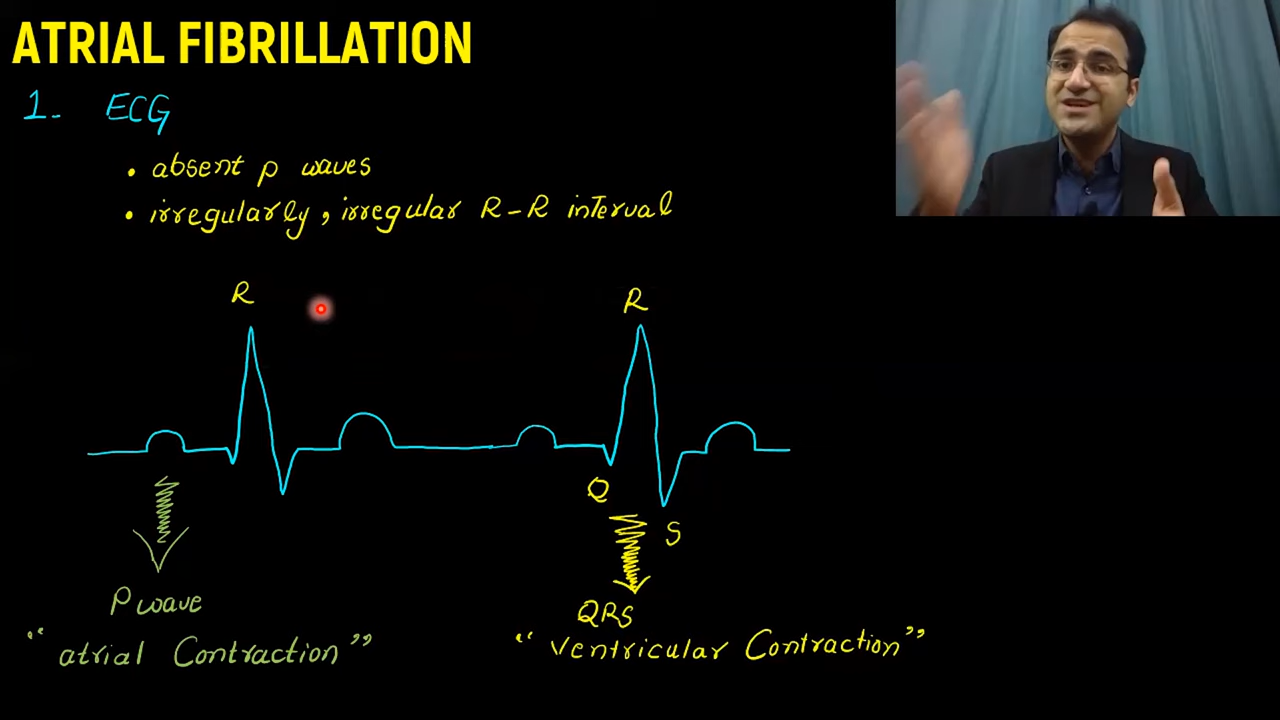 ATRIAL FIBRILLATION
1. ECG
• absent p waves
• irregularly, irregular R-R interval
R
R
Q
S
P wave
QRS
"atrial Contraction"
"Ventricular Contraction"